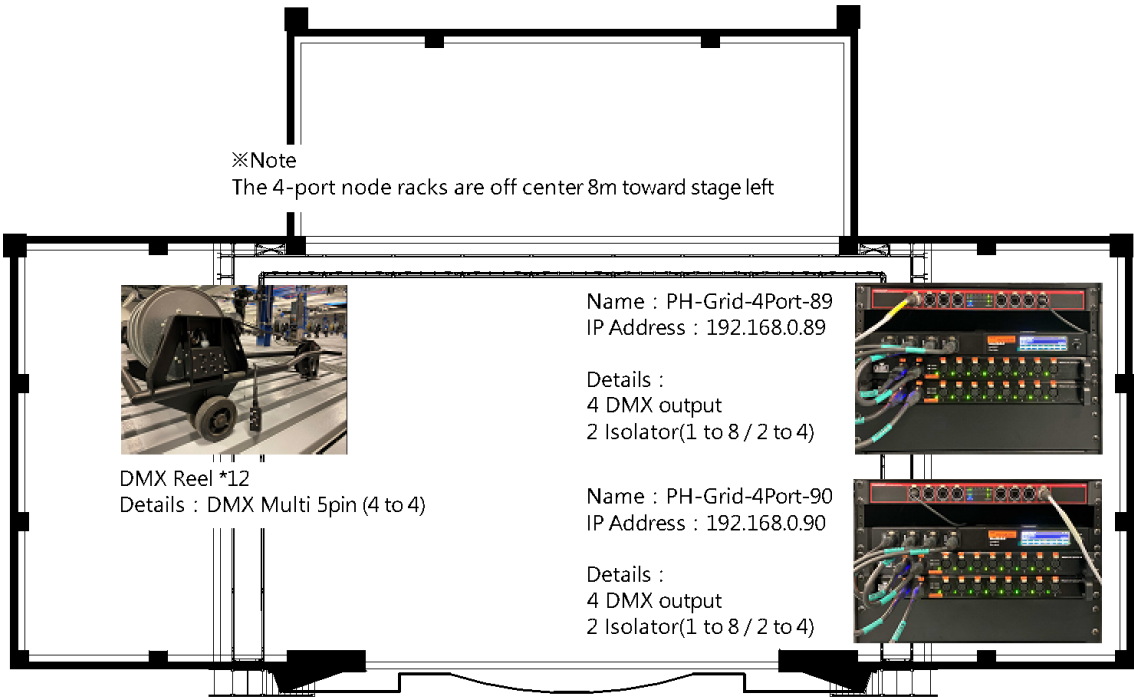 ※Note
The 4-port node racks are off center 8m toward stage left
Name：PH-Grid-4Port-89
IP Address：192.168.0.89
Details：
4 DMX output
2 Isolator(1 to 8 / 2 to 4)
DMX Reel *12
Details：DMX Multi 5pin (4 to 4)
Name：PH-Grid-4Port-90
IP Address：192.168.0.90
Details：
4 DMX output
2 Isolator(1 to 8 / 2 to 4)